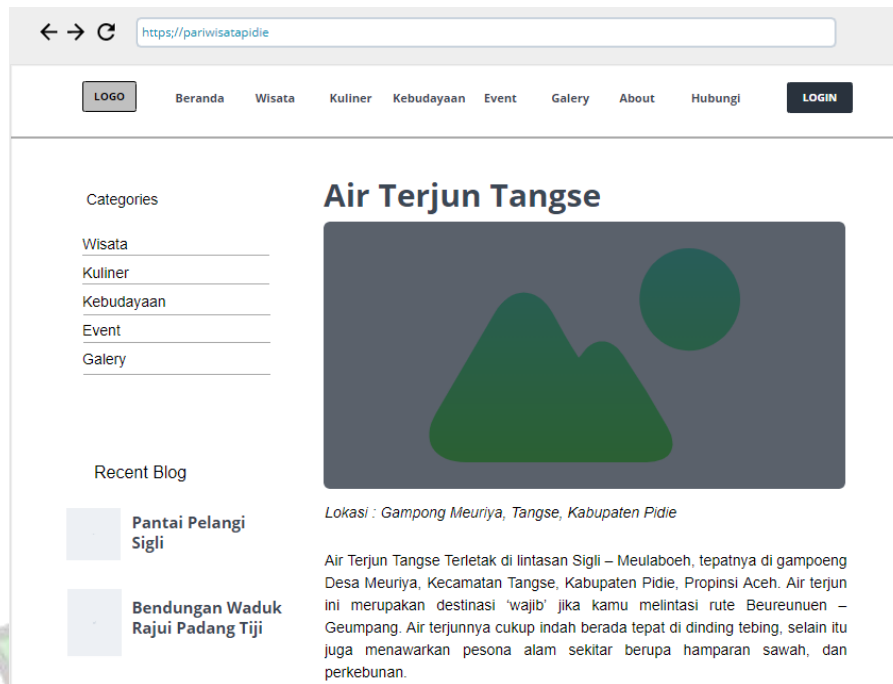 https;//pariwisatapidie
LOGO Beranda Wisata Kuliner Kebudayaan Event Galery About Hubungi LOGIN
Categories
Wisata
Kuliner
Kebudayaan
Event
Galery
Recent Blog
Pantai Pelangi
Sigli
Bendungan Waduk
Rajui Padang Tiji
Air Terjun Tangse
Lokasi : Gampong Meuriya, Tangse, Kabupaten Pidie
Air Terjun Tangse Terletak di lintasan Sigli – Meulaboeh, tepatnya di gampoeng
Desa Meuriya, Kecamatan Tangse, Kabupaten Pidie, Propinsi Aceh. Air terjun
ini merupakan destinasi ‘wajib’ jika kamu melintasi rute Beureunuen –
Geumpang. Air terjunnya cukup indah berada tepat di dinding tebing, selain itu
juga menawarkan pesona alam sekitar berupa hamparan sawah, dan
perkebunan.